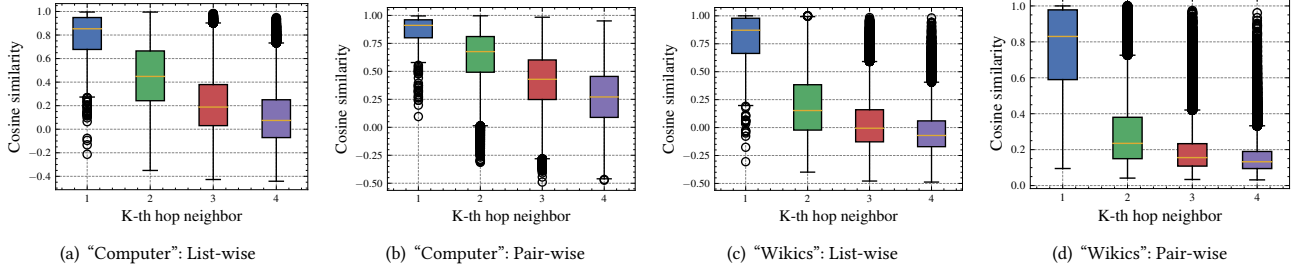 1.0
0.8
0.6
0.4
0.2
0.0
−0.2
−0.4
Cosine similarity
1 2 3 4
K-th hop neighbor
(a) "Computer": List-wise
1.00
0.75
0.50
0.25
0.00
−0.25
−0.50
Cosine similarity
1 2 3 4
K-th hop neighbor
(b) "Computer": Pair-wise
1.00
0.75
0.50
0.25
0.00
−0.25
−0.50
Cosine similarity
1 2 3 4
K-th hop neighbor
(c) "Wikics": List-wise
1.0
0.8
0.6
0.4
0.2
0.0
Cosine similarity
1 2 3 4
K-th hop neighbor
(d) "Wikics": Pair-wise